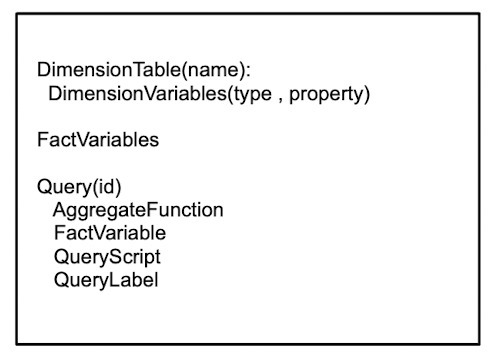 DimensionTable(name):
DimensionVariables(type , property)
FactVariables
Query(id)
AggregateFunction
FactVariable
QueryScript
QueryLabel